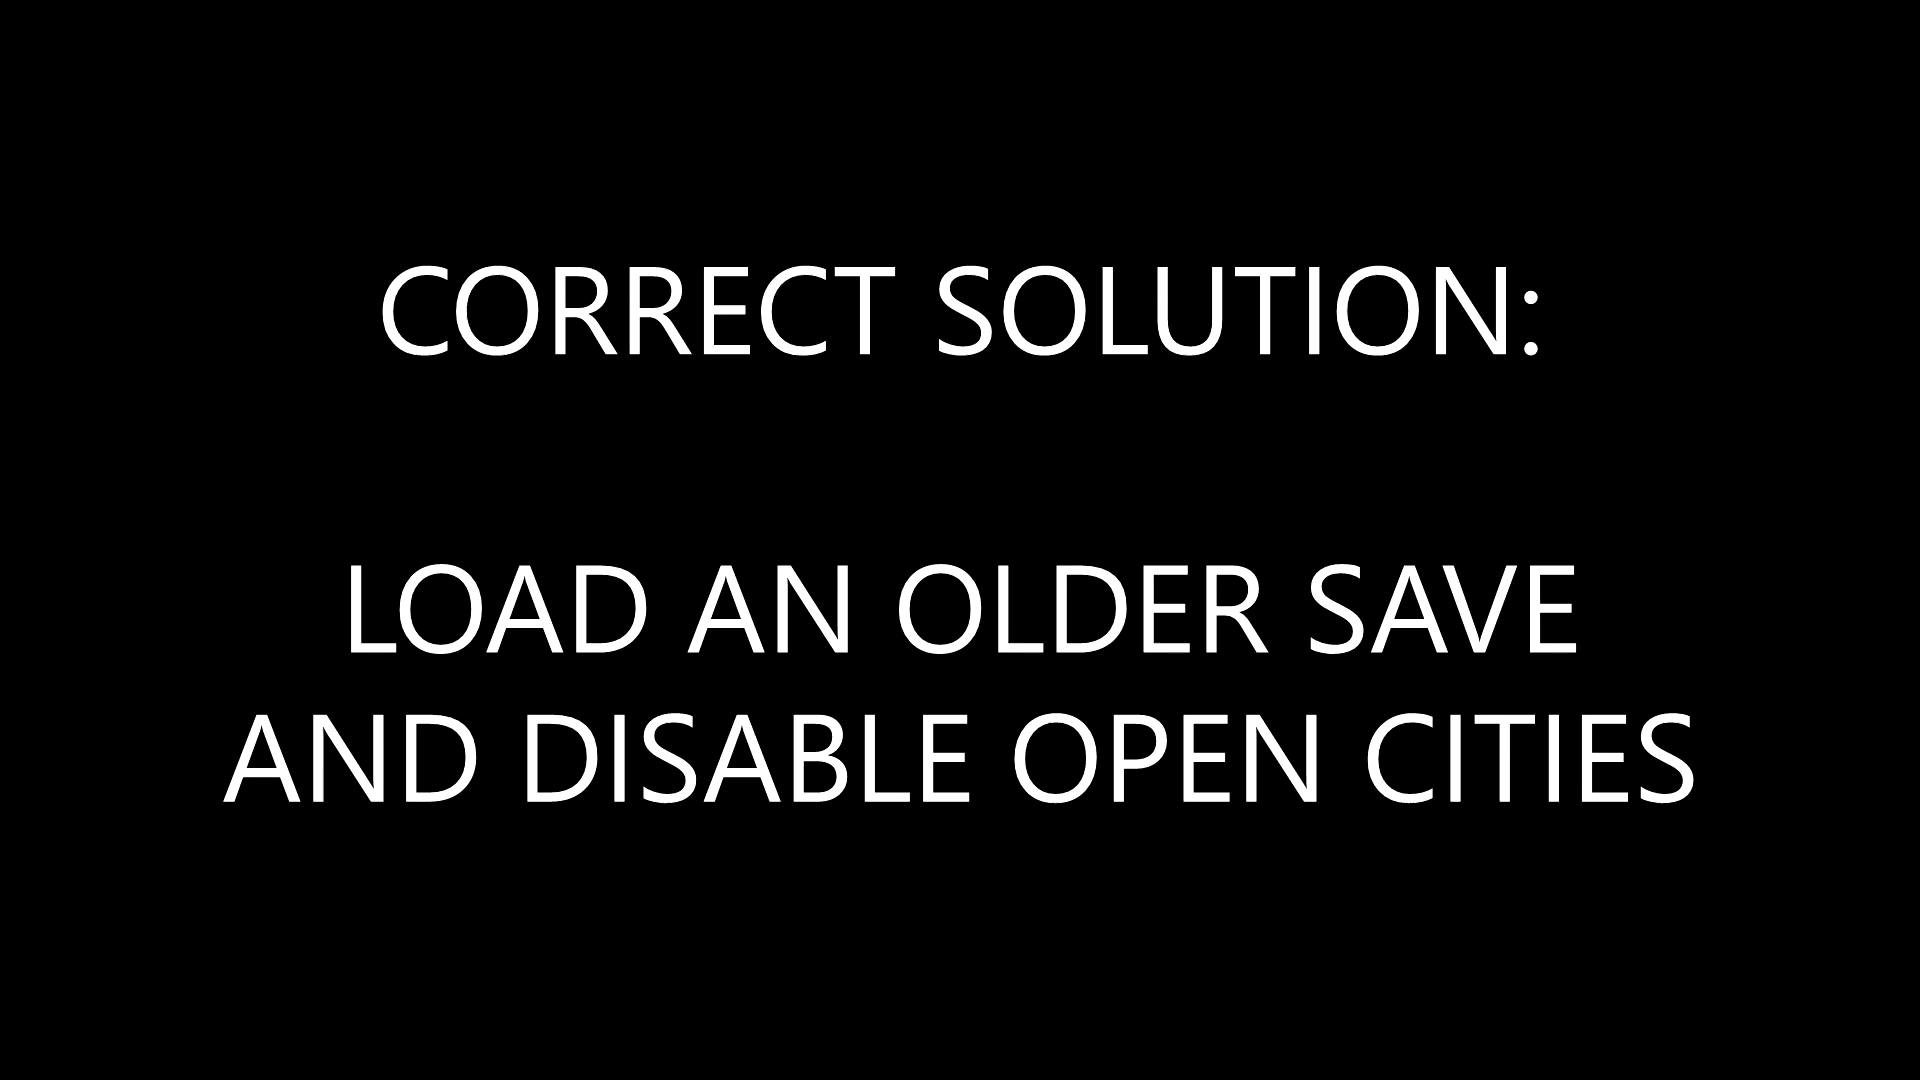 CORRECT SOLUTION:
LOAD AN OLDER SAVE
AND DISABLE OPEN CITIES